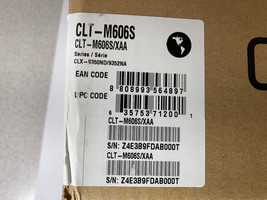 CLT-M606S
CLT-M606S/XAA
Series / Série
CLX-9350ND/9352NA
EAN CODE
8 808993 564897
UPC CODE
6 35753 71200 1
CLT-M606S/XAA
S/N: Z4E3B9FDAB000T
CLT-M606S/XAA
S/N: Z4E3B9FDAB000T